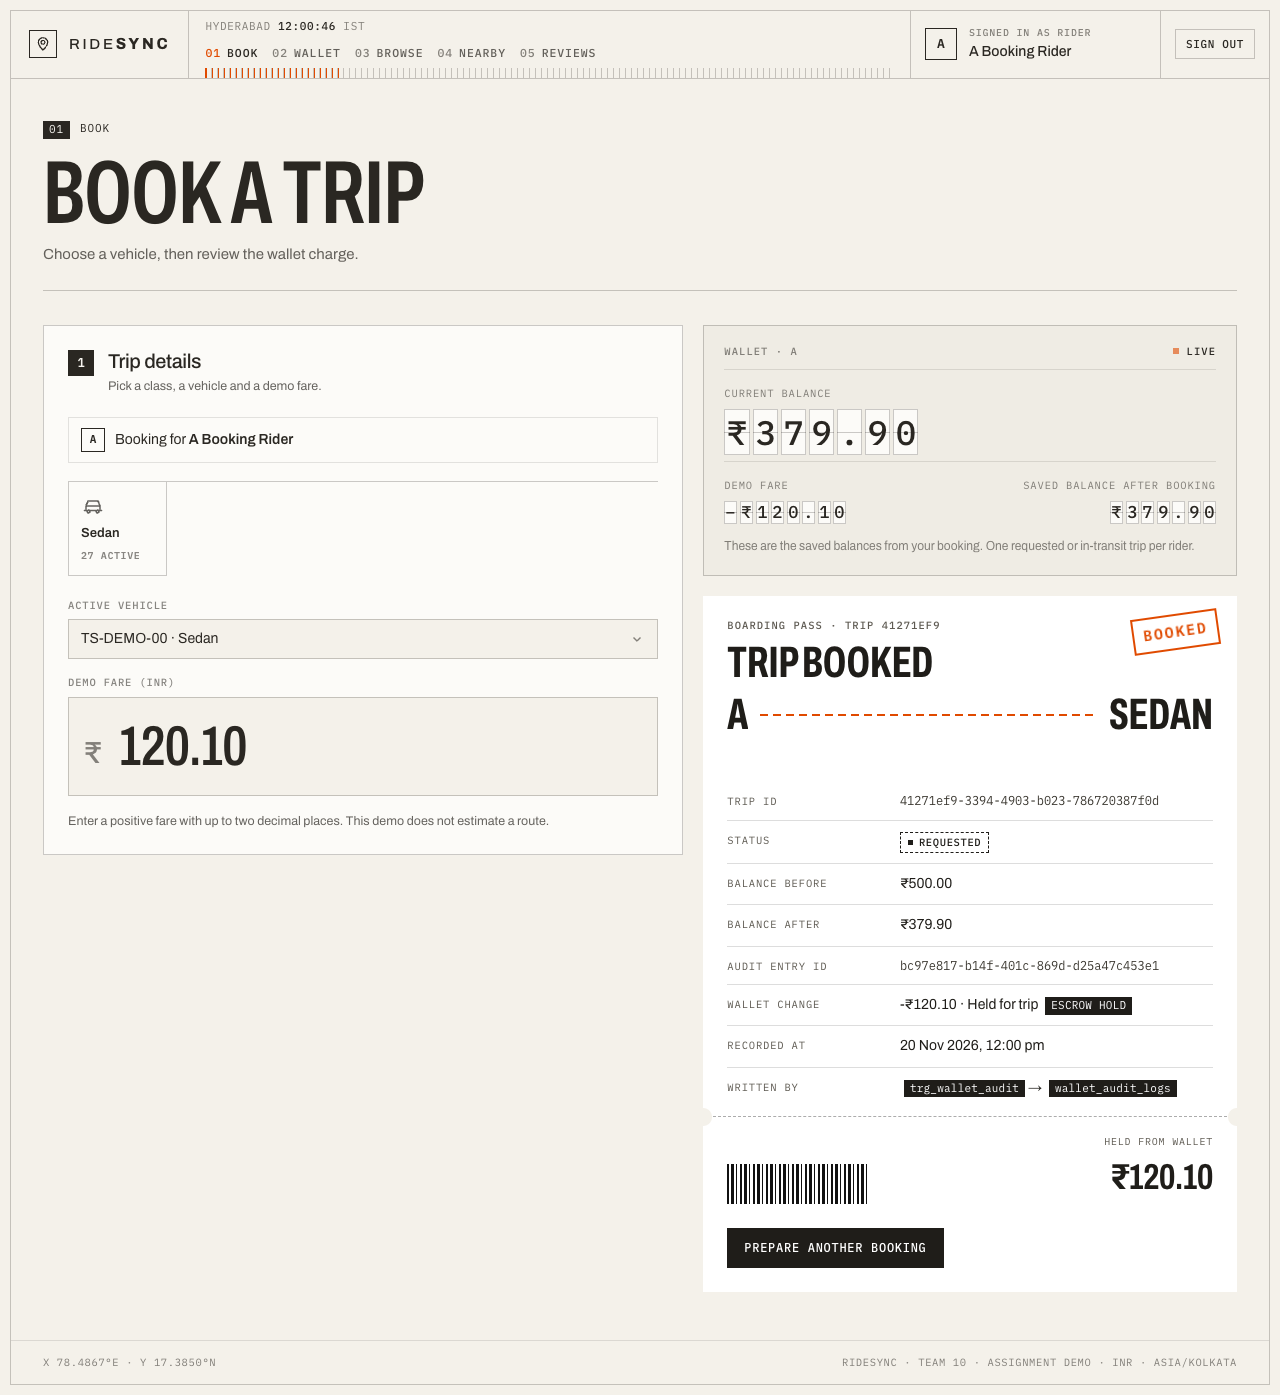 RIDESYNC
HYDERABAD 12:00:46 IST
01 BOOK 02 WALLET 03 BROWSE 04 NEARBY 05 REVIEWS
A
SIGNED IN AS RIDER
A Booking Rider
SIGN OUT
01 BOOK
BOOK A TRIP
Choose a vehicle, then review the wallet charge.
1 Trip details
Pick a class, a vehicle and a demo fare.
A Booking for A Booking Rider
Sedan
27 ACTIVE
ACTIVE VEHICLE
TS-DEMO-00 · Sedan
DEMO FARE (INR)
₹ 120.10
Enter a positive fare with up to two decimal places. This demo does not estimate a route.
WALLET · A
LIVE
CURRENT BALANCE
₹379.90
DEMO FARE
−₹120.10
SAVED BALANCE AFTER BOOKING
₹379.90
These are the saved balances from your booking. One requested or in-transit trip per rider.
BOARDING PASS · TRIP 41271EF9
BOOKED
TRIP BOOKED
A SEDAN
TRIP ID 41271ef9-3394-4903-b023-786720387f0d
STATUS REQUESTED
BALANCE BEFORE ₹500.00
BALANCE AFTER ₹379.90
AUDIT ENTRY ID bc97e817-b14f-401c-869d-d25a47c453e1
WALLET CHANGE -₹120.10 · Held for trip ESCROW HOLD
RECORDED AT 20 Nov 2026, 12:00 pm
WRITTEN BY trg_wallet_audit → wallet_audit_logs
HELD FROM WALLET
₹120.10
PREPARE ANOTHER BOOKING
X 78.4867°E · Y 17.3850°N
RIDESYNC · TEAM 10 · ASSIGNMENT DEMO · INR · ASIA/KOLKATA